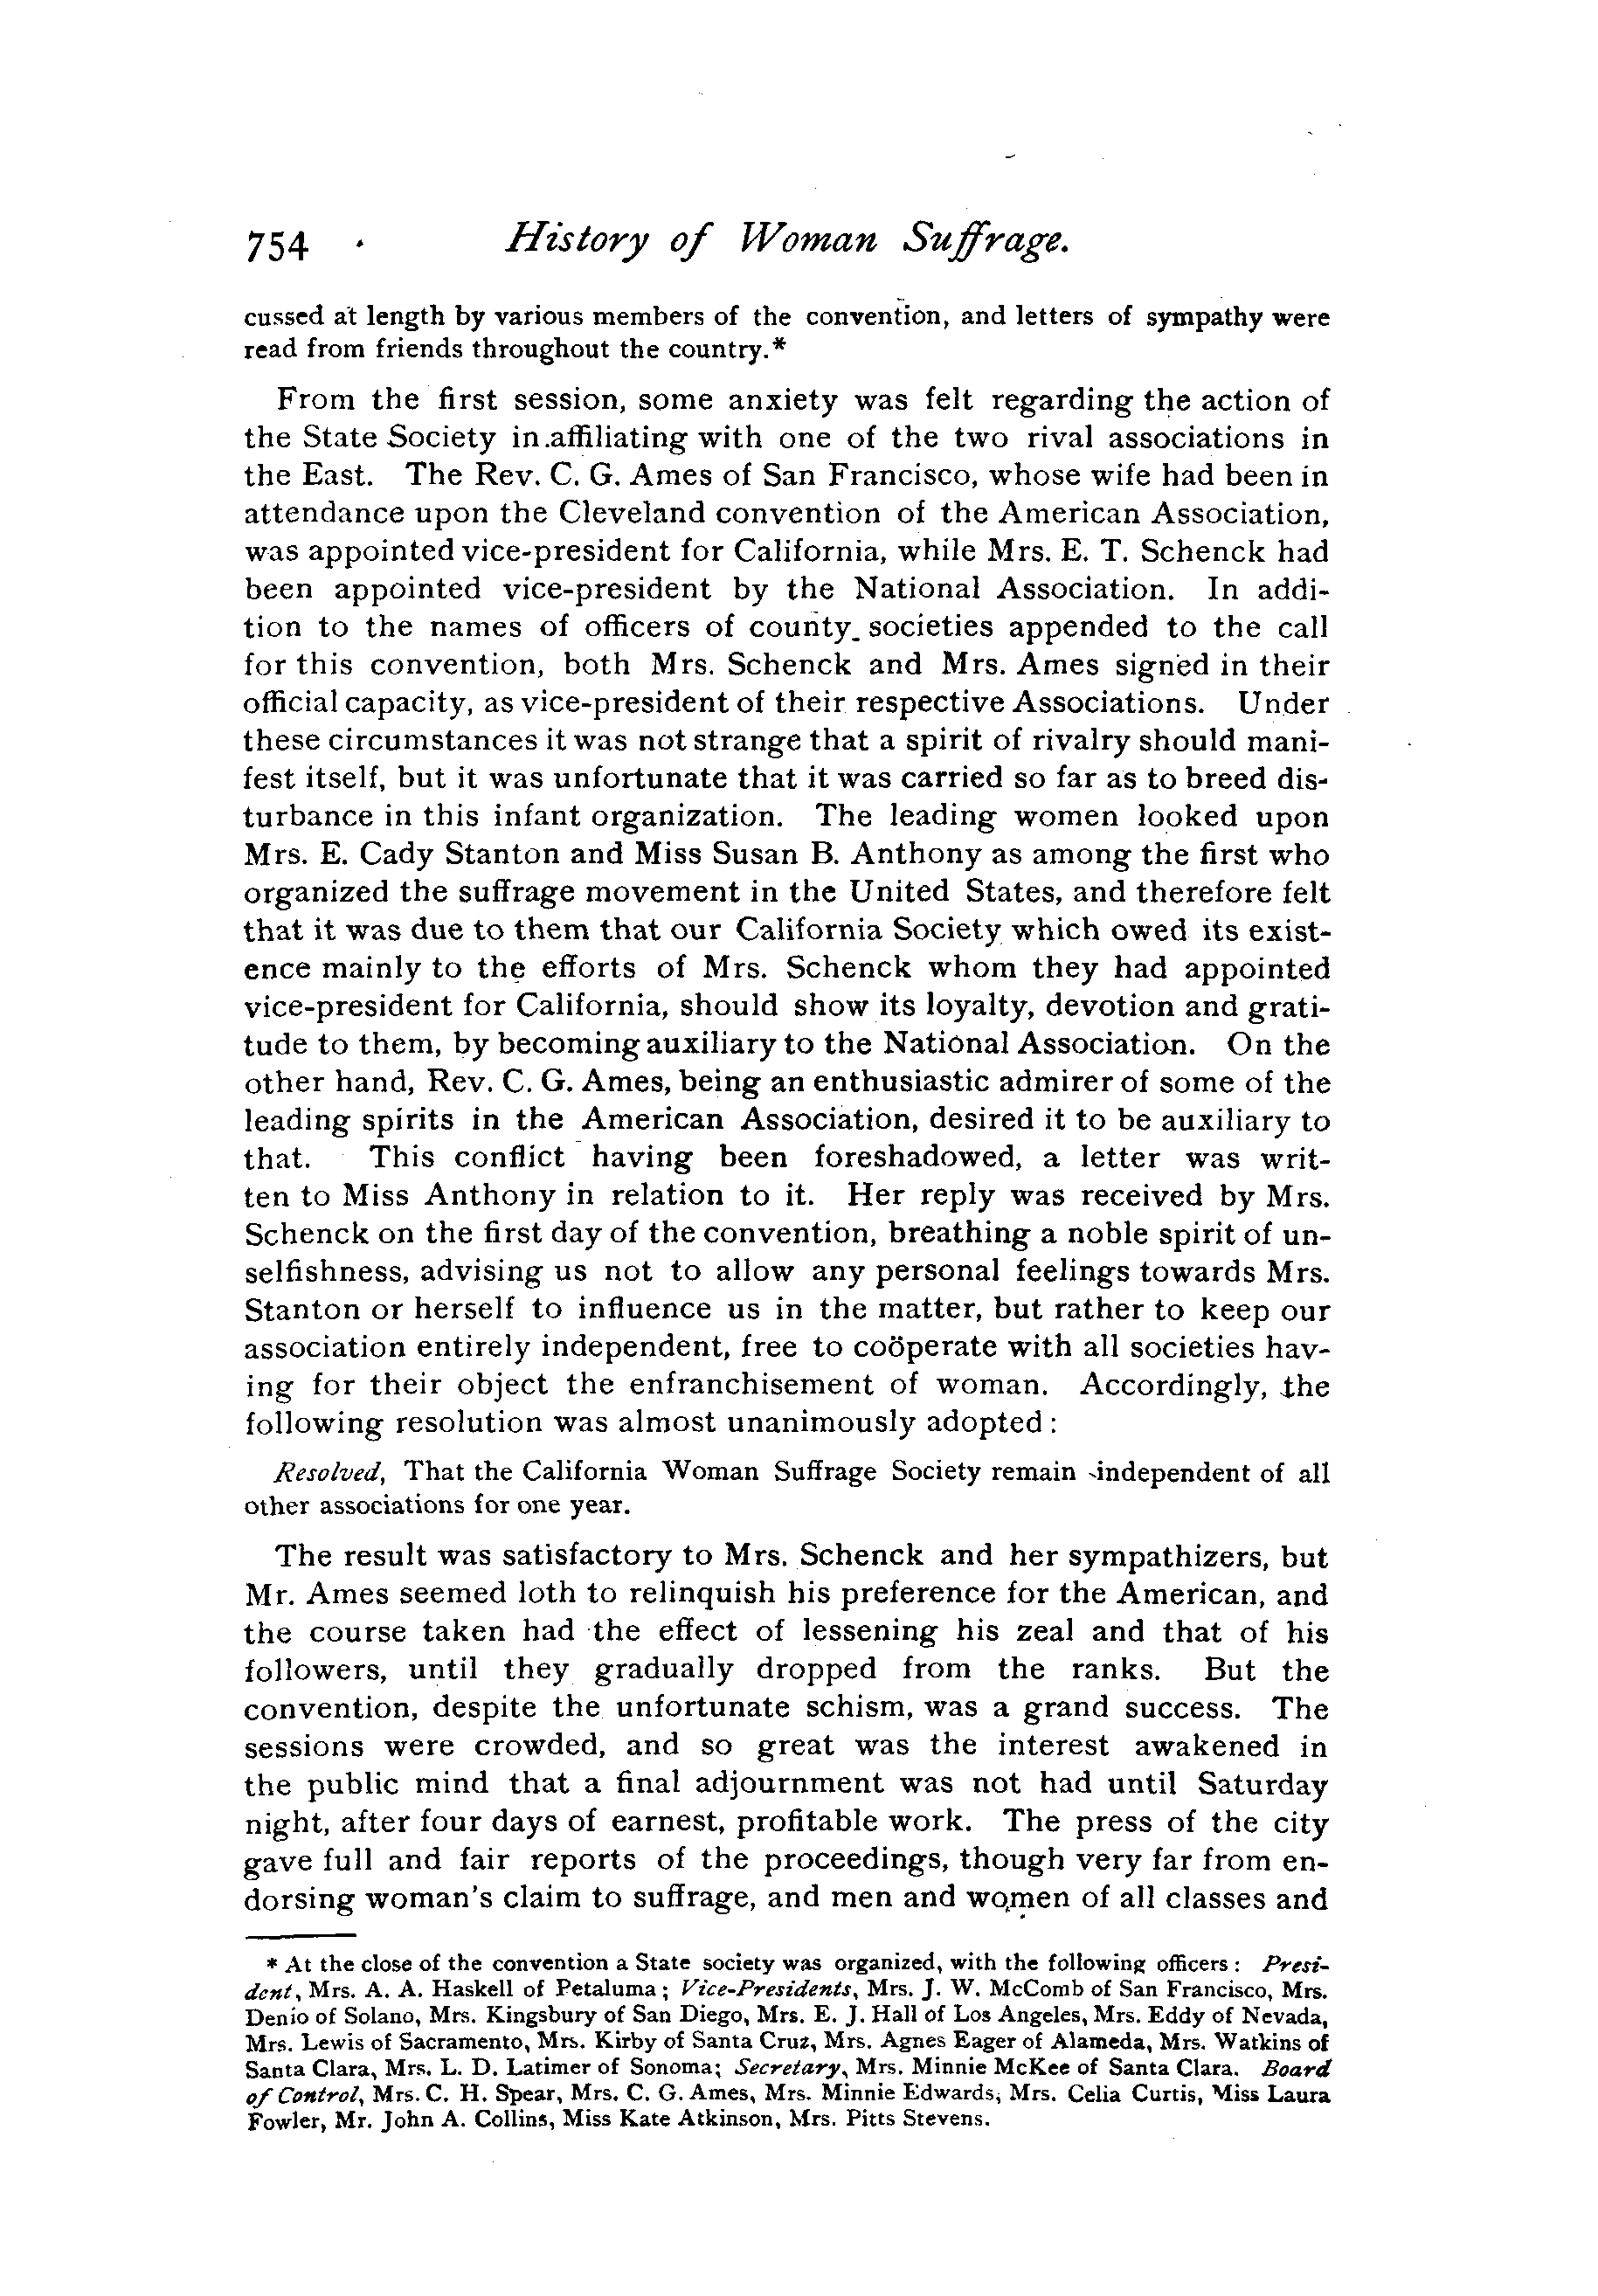 754 History of Woman Suffrage.
cussed at length by various members of the convention, and letters of sympathy were
read from friends throughout the country.*
From the first session, some anxiety was felt regarding the action of
the State Society in affiliating with one of the two rival associations in
the East. The Rev. C. G. Ames of San Francisco, whose wife had been in
attendance upon the Cleveland convention of the American Association,
was appointed vice-president for California, while Mrs. E. T. Schenck had
been appointed vice-president by the National Association. In addi-
tion to the names of officers of county societies appended to the call
for this convention, both Mrs. Schenck and Mrs. Ames signed in their
official capacity, as vice-president of their respective Associations. Under
these circumstances it was not strange that a spirit of rivalry should mani-
fest itself, but it was unfortunate that it was carried so far as to breed dis-
turbance in this infant organization. The leading women looked upon
Mrs. E. Cady Stanton and Miss Susan B. Anthony as among the first who
organized the suffrage movement in the United States, and therefore felt
that it was due to them that our California Society which owed its exist-
ence mainly to the efforts of Mrs. Schenck whom they had appointed
vice-president for California, should show its loyalty, devotion and grati-
tude to them, by becoming auxiliary to the National Association. On the
other hand, Rev. C. G. Ames, being an enthusiastic admirer of some of the
leading spirits in the American Association, desired it to be auxiliary to
that. This conflict having been foreshadowed, a letter was writ-
ten to Miss Anthony in relation to it. Her reply was received by Mrs.
Schenck on the first day of the convention, breathing a noble spirit of un-
selfishness, advising us not to allow any personal feelings towards Mrs.
Stanton or herself to influence us in the matter, but rather to keep our
association entirely independent, free to coöperate with all societies hav-
ing for their object the enfranchisement of woman. Accordingly, the
following resolution was almost unanimously adopted:
Resolved, That the California Woman Suffrage Society remain independent of all
other associations for one year.
The result was satisfactory to Mrs. Schenck and her sympathizers, but
Mr. Ames seemed loth to relinquish his preference for the American, and
the course taken had the effect of lessening his zeal and that of his
followers, until they gradually dropped from the ranks. But the
convention, despite the unfortunate schism, was a grand success. The
sessions were crowded, and so great was the interest awakened in
the public mind that a final adjournment was not had until Saturday
night, after four days of earnest, profitable work. The press of the city
gave full and fair reports of the proceedings, though very far from en-
dorsing woman's claim to suffrage, and men and women of all classes and
* At the close of the convention a State society was organized, with the following officers: Presi-
dent, Mrs. A. A. Haskell of Petaluma; Vice-Presidents, Mrs. J. W. McComb of San Francisco, Mrs.
Denio of Solano, Mrs. Kingsbury of San Diego, Mrs. E. J. Hall of Los Angeles, Mrs. Eddy of Nevada,
Mrs. Lewis of Sacramento, Mrs. Kirby of Santa Cruz, Mrs. Agnes Eager of Alameda, Mrs. Watkins of
Santa Clara, Mrs. L. D. Latimer of Sonoma; Secretary, Mrs. Minnie McKee of Santa Clara. Board
of Control, Mrs. C. H. Spear, Mrs. C. G. Ames, Mrs. Minnie Edwards, Mrs. Celia Curtis, Miss Laura
Fowler, Mr. John A. Collins, Miss Kate Atkinson, Mrs. Pitts Stevens.